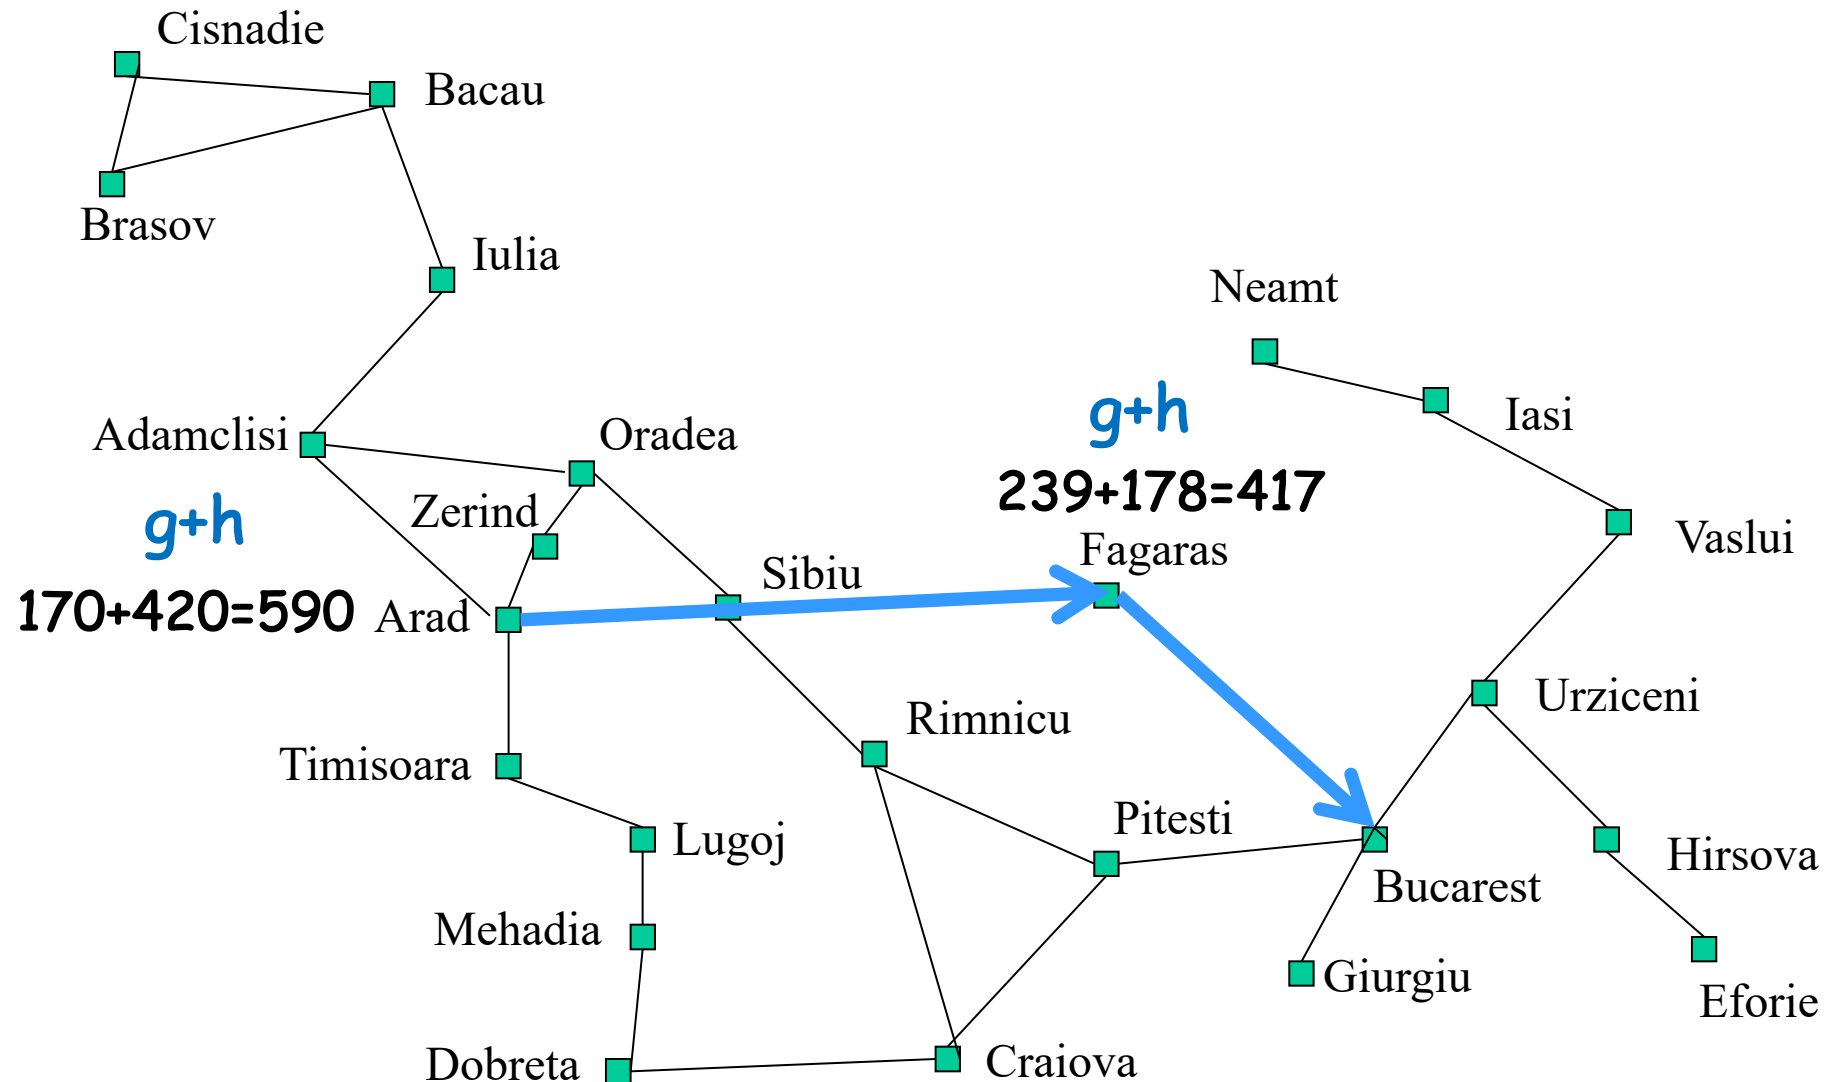 Cisnadie
Bacau
Brasov
Iulia
Neamt
Adamclisi
Oradea
g+h
Iasi
Zerind
239+178=417
g+h
Fagaras
Vaslui
Sibiu
170+420=590
Arad
Urziceni
Rimnicu
Timisoara
Pitesti
Lugoj
Hirsova
Bucarest
Mehadia
Giurgiu
Eforie
Dobreta
Craiova